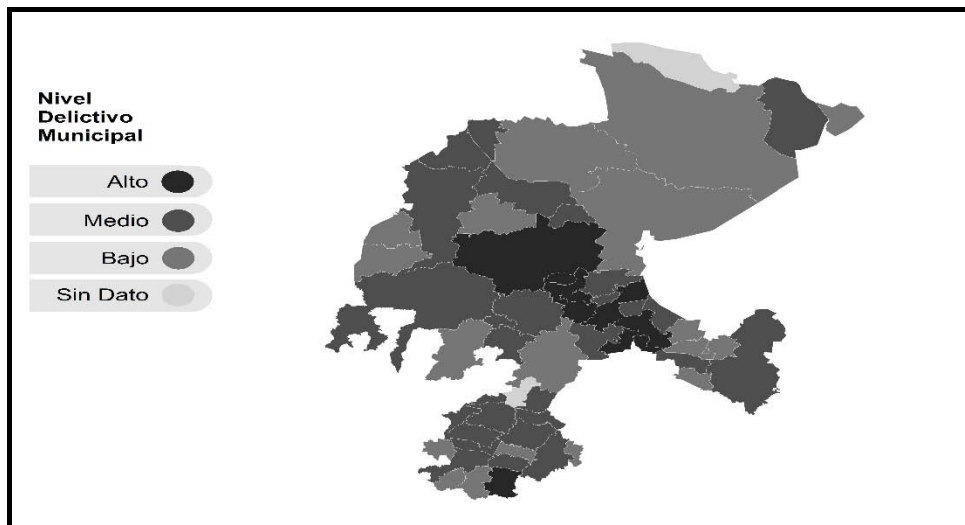 Nivel
Delictivo
Municipal
Alto
Medio
Bajo
Sin Dato